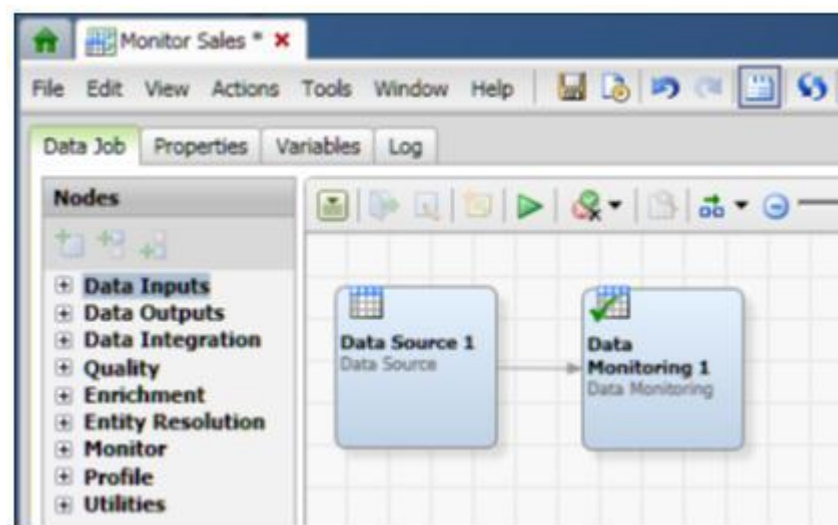 Monitor Sales *
File Edit View Actions Tools Window Help
Data Job Properties Variables Log
Nodes
Data Inputs
Data Outputs
Data Integration
Quality
Enrichment
Entity Resolution
Monitor
Profile
Utilities
Data Source 1
Data Source
Data
Monitoring 1
Data Monitoring